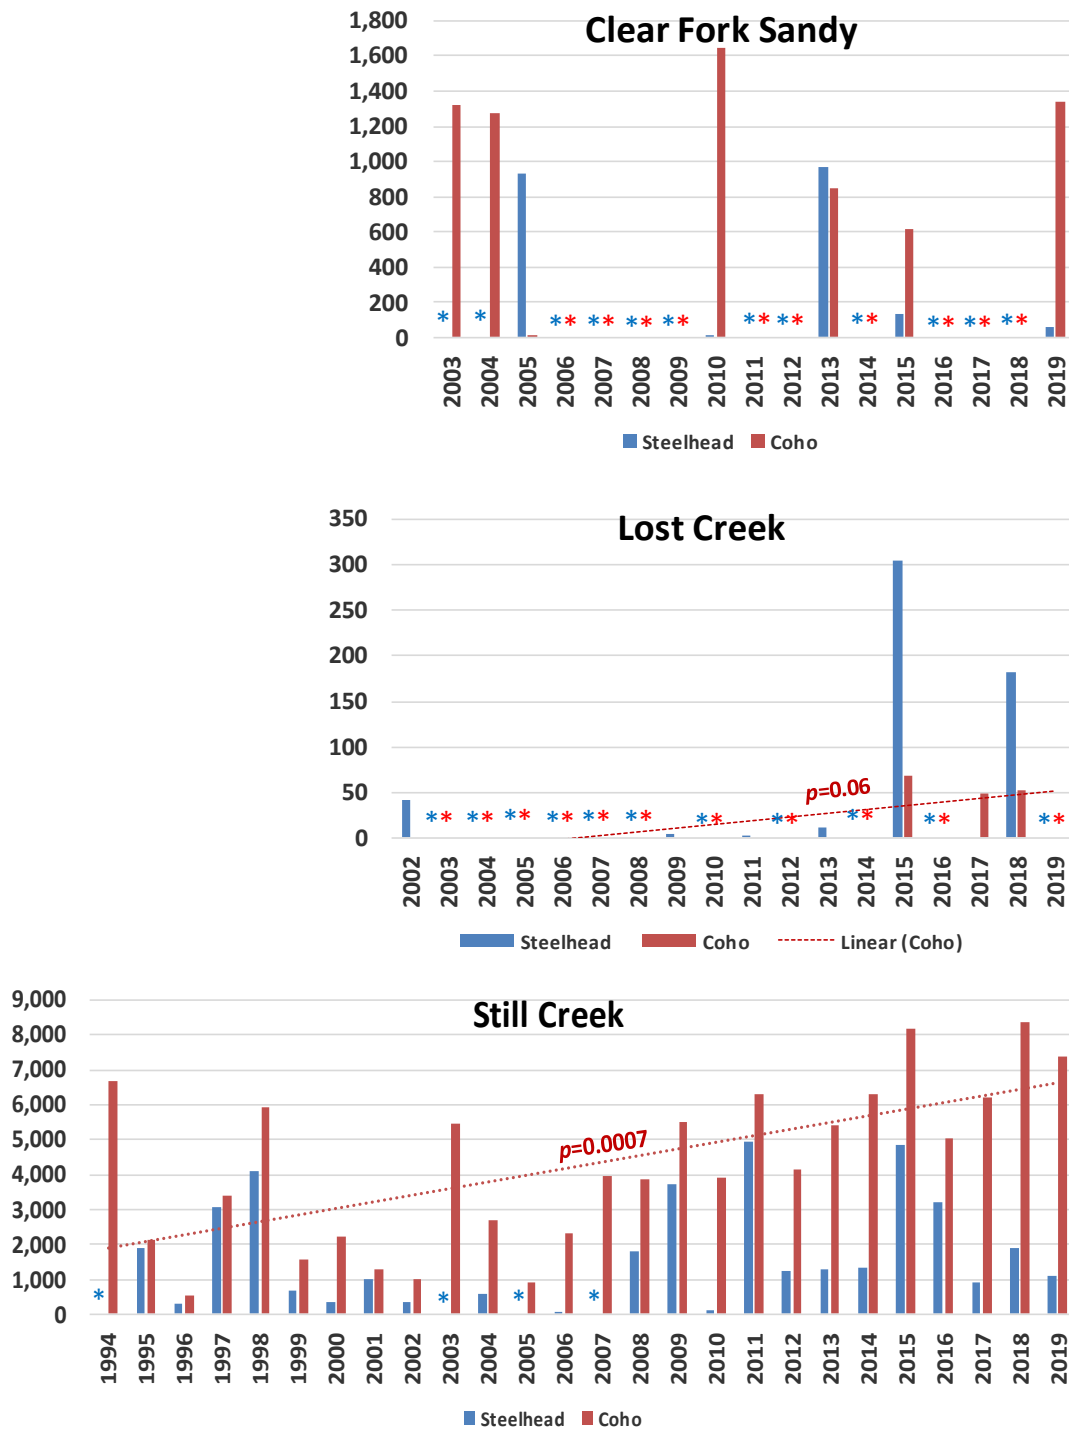 Clear Fork Sandy
1,800
1,600
1,400
1,200
1,000
800
600
400
200
0
* * ** ** ** ** ** ** ** ** ** **
2003 2004 2005 2006 2007 2008 2009 2010 2011 2012 2013 2014 2015 2016 2017 2018 2019
Steelhead Coho
Lost Creek
350
300
250
200
150
100
50
0
p=0.06
** ** ** ** ** ** ** ** ** ** **
2002 2003 2004 2005 2006 2007 2008 2009 2010 2011 2012 2013 2014 2015 2016 2017 2018 2019
Steelhead Coho Linear (Coho)
Still Creek
9,000
8,000
7,000
6,000
5,000
4,000
3,000
2,000
1,000
0
p=0.0007
* * * *
1994 1995 1996 1997 1998 1999 2000 2001 2002 2003 2004 2005 2006 2007 2008 2009 2010 2011 2012 2013 2014 2015 2016 2017 2018 2019
Steelhead Coho